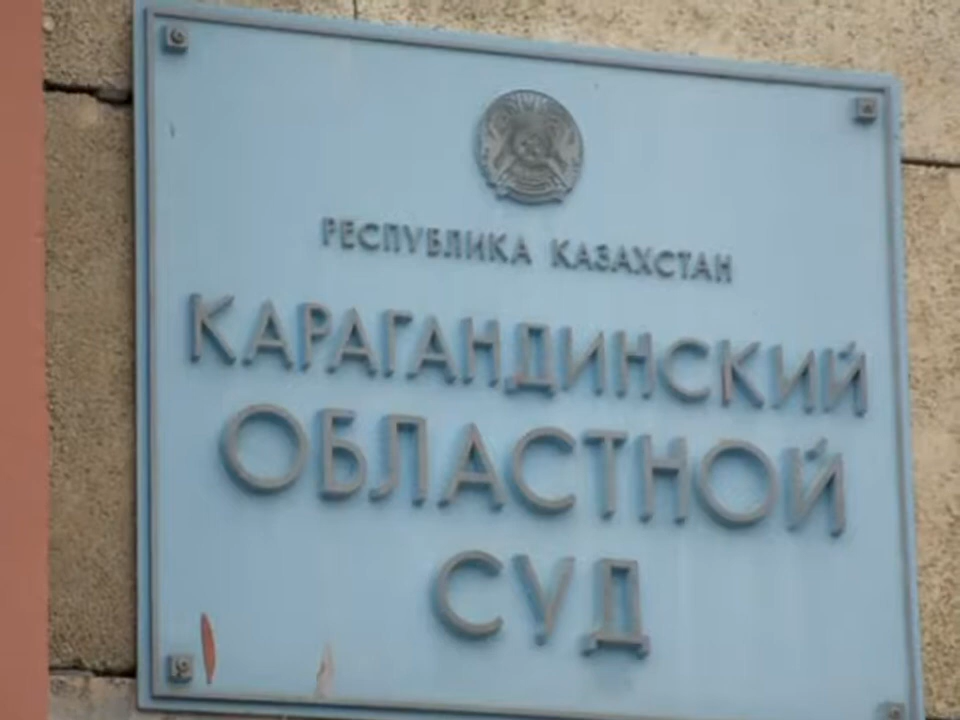 РЕСПУБЛИКА КАЗАХСТАН
КАРАГАНДИНСКИЙ
ОБЛАСТНОЙ
СУД